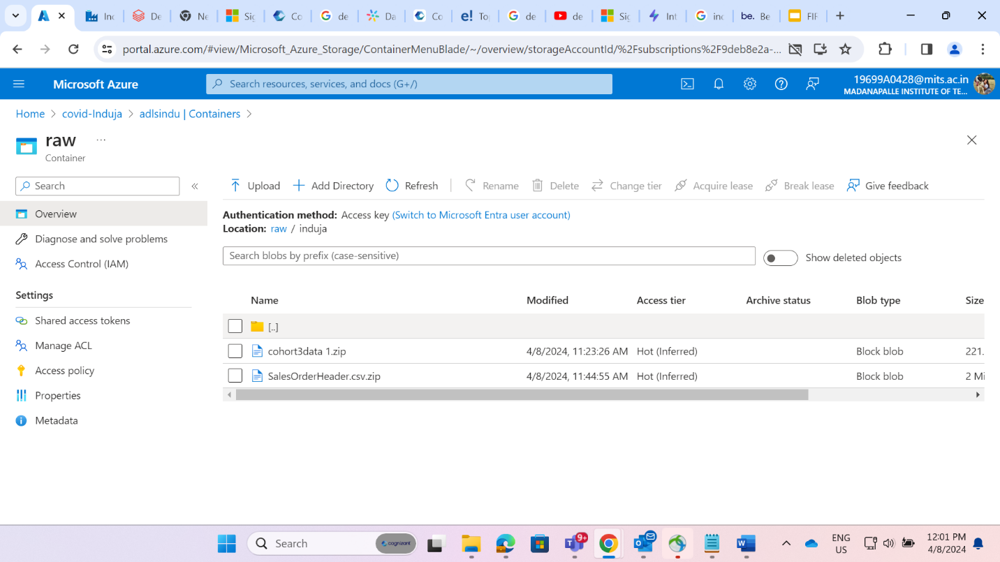 Inc
De
Ne
Sig
Co
de
Da
Co
e! Top
de
de
Sig
Int
inc
be. Be
FIF
portal.azure.com/#view/Microsoft_Azure_Storage/ContainerMenuBlade/~/overview/storageAccountId/%2Fsubscriptions%2F9deb8e2a-...
Microsoft Azure
Search resources, services, and docs (G+/)
19699A0428@mits.ac.in
MADANAPALLE INSTITUTE OF TE...
Home > covid-Induja > adlsindu | Containers >
raw ...
Container
Search
«
Overview
Diagnose and solve problems
Access Control (IAM)
Settings
Shared access tokens
Manage ACL
Access policy
Properties
Metadata
Upload Add Directory Refresh Rename Delete Change tier Acquire lease Break lease Give feedback
Authentication method: Access key (Switch to Microsoft Entra user account)
Location: raw / induja
Search blobs by prefix (case-sensitive)
Show deleted objects
Name Modified Access tier Archive status Blob type Size
[..]
cohort3data 1.zip 4/8/2024, 11:23:26 AM Hot (Inferred) Block blob 221.
SalesOrderHeader.csv.zip 4/8/2024, 11:44:55 AM Hot (Inferred) Block blob 2 Mi
Search
cognizant
9+
ENG
US
12:01 PM
4/8/2024